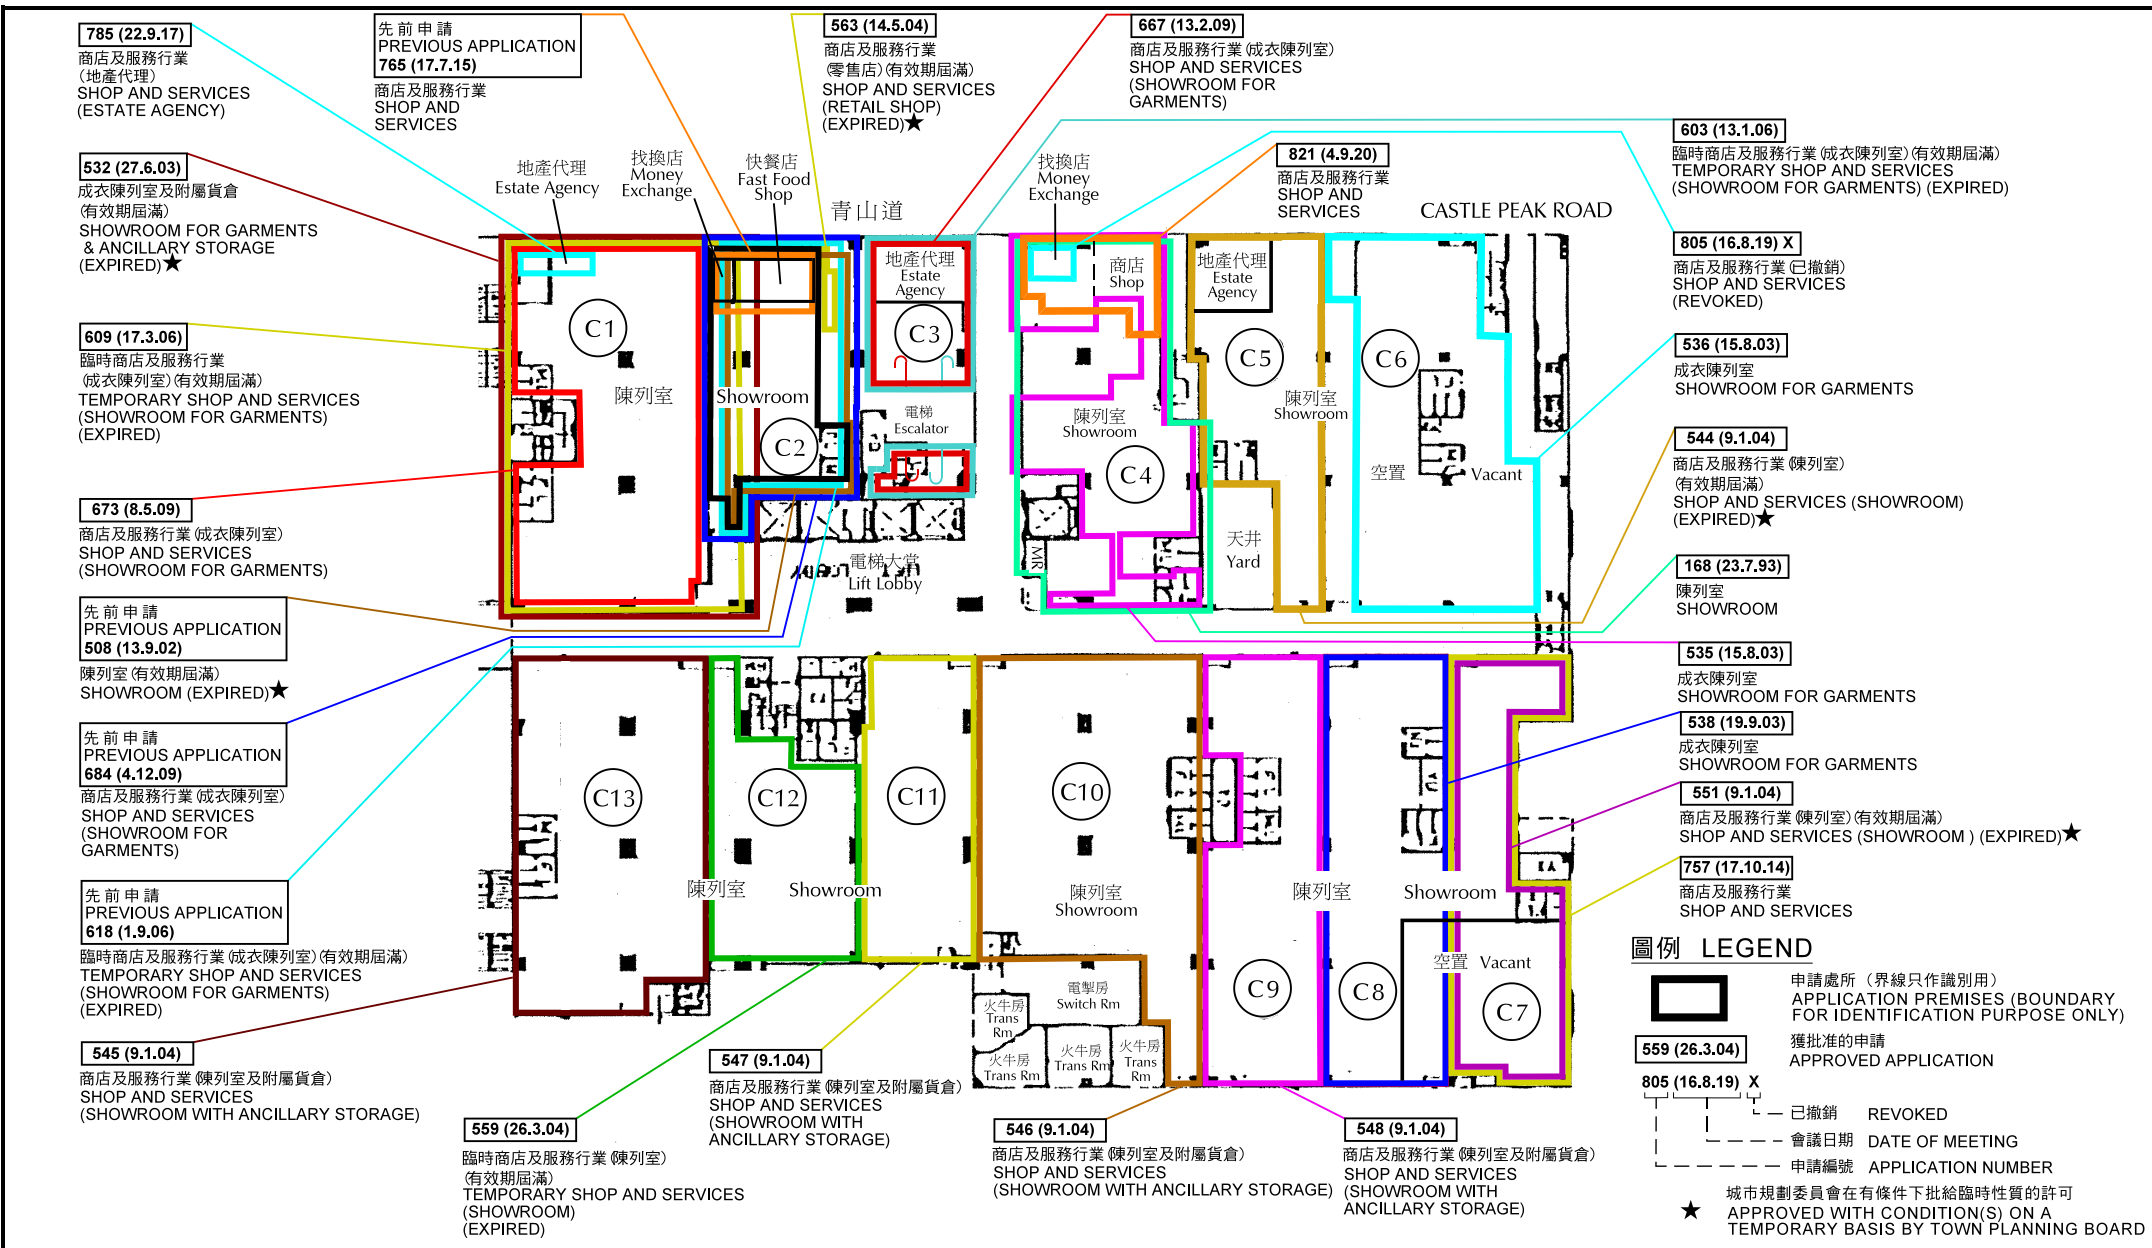 785 (22.9.17)
商店及服務行業
(地產代理)
SHOP AND SERVICES
(ESTATE AGENCY)
先前申請
PREVIOUS APPLICATION
765 (17.7.15)
商店及服務行業
SHOP AND
SERVICES
563 (14.5.04)
商店及服務行業
(零售店)(有效期屆滿)
SHOP AND SERVICES
(RETAIL SHOP)
(EXPIRED)★
667 (13.2.09)
商店及服務行業(成衣陳列室)
SHOP AND SERVICES
(SHOWROOM FOR
GARMENTS)
603 (13.1.06)
臨時商店及服務行業(成衣陳列室)(有效期屆滿)
TEMPORARY SHOP AND SERVICES
(SHOWROOM FOR GARMENTS) (EXPIRED)
821 (4.9.20)
商店及服務行業
SHOP AND
SERVICES
532 (27.6.03)
成衣陳列室及附屬貨倉
(有效期屆滿)
SHOWROOM FOR GARMENTS
& ANCILLARY STORAGE
(EXPIRED)★
地產代理
Estate Agency
找換店
Money
Exchange
快餐店
Fast Food
Shop
青山道
找換店
Money
Exchange
CASTLE PEAK ROAD
805 (16.8.19) X
商店及服務行業(已撤銷)
SHOP AND SERVICES
(REVOKED)
609 (17.3.06)
臨時商店及服務行業
(成衣陳列室)(有效期屆滿)
TEMPORARY SHOP AND SERVICES
(SHOWROOM FOR GARMENTS)
(EXPIRED)
地產代理
Estate
Agency
商店
Shop
地產代理
Estate
Agency
C1
C3
C5
C6
536 (15.8.03)
成衣陳列室
SHOWROOM FOR GARMENTS
陳列室
Showroom
電梯
Escalator
陳列室
Showroom
陳列室
Showroom
C2
C4
空置
Vacant
544 (9.1.04)
商店及服務行業(陳列室)
(有效期屆滿)
SHOP AND SERVICES (SHOWROOM)
(EXPIRED)★
673 (8.5.09)
商店及服務行業(成衣陳列室)
SHOP AND SERVICES
(SHOWROOM FOR GARMENTS)
電梯大堂
Lift Lobby
MR
天井
Yard
168 (23.7.93)
陳列室
SHOWROOM
先前申請
PREVIOUS APPLICATION
508 (13.9.02)
陳列室(有效期屆滿)
SHOWROOM (EXPIRED)★
535 (15.8.03)
成衣陳列室
SHOWROOM FOR GARMENTS
先前申請
PREVIOUS APPLICATION
684 (4.12.09)
商店及服務行業(成衣陳列室)
SHOP AND SERVICES
(SHOWROOM FOR
GARMENTS)
538 (19.9.03)
成衣陳列室
SHOWROOM FOR GARMENTS
C13
C12
C11
C10
551 (9.1.04)
商店及服務行業(陳列室)(有效期屆滿)
SHOP AND SERVICES (SHOWROOM ) (EXPIRED)★
陳列室
Showroom
陳列室
Showroom
陳列室
Showroom
757 (17.10.14)
商店及服務行業
SHOP AND SERVICES
先前申請
PREVIOUS APPLICATION
618 (1.9.06)
臨時商店及服務行業(成衣陳列室)(有效期屆滿)
TEMPORARY SHOP AND SERVICES
(SHOWROOM FOR GARMENTS)
(EXPIRED)
電掣房
Switch Rm
火牛房
Trans
Rm
火牛房
Trans Rm
火牛房
Trans Rm
火牛房
Trans
Rm
C9
C8
空置
Vacant
C7
545 (9.1.04)
商店及服務行業(陳列室及附屬貨倉)
SHOP AND SERVICES
(SHOWROOM WITH ANCILLARY STORAGE)
559 (26.3.04)
臨時商店及服務行業(陳列室)
(有效期屆滿)
TEMPORARY SHOP AND SERVICES
(SHOWROOM)
(EXPIRED)
547 (9.1.04)
商店及服務行業(陳列室及附屬貨倉)
SHOP AND SERVICES
(SHOWROOM WITH
ANCILLARY STORAGE)
546 (9.1.04)
商店及服務行業(陳列室及附屬貨倉)
SHOP AND SERVICES
(SHOWROOM WITH ANCILLARY STORAGE)
548 (9.1.04)
商店及服務行業(陳列室及附屬貨倉)
SHOP AND SERVICES
(SHOWROOM WITH
ANCILLARY STORAGE)
圖例 LEGEND
申請處所（界線只作識別用）
APPLICATION PREMISES (BOUNDARY
FOR IDENTIFICATION PURPOSE ONLY)
559 (26.3.04)
獲批准的申請
APPROVED APPLICATION
805 (16.8.19) X
已撤銷 REVOKED
會議日期 DATE OF MEETING
申請編號 APPLICATION NUMBER
★ 城市規劃委員會在有條件下批給臨時性質的許可
APPROVED WITH CONDITION(S) ON A
TEMPORARY BASIS BY TOWN PLANNING BOARD